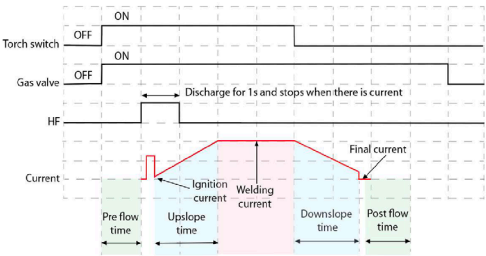 ON
Torch switch
OFF
ON
Gas valve
OFF
Discharge for 1s and stops when there is current
HF
Final current
Current
Ignition
current
Welding
current
Pre flow
time
Upslope
time
Downslope
time
Post flow
time